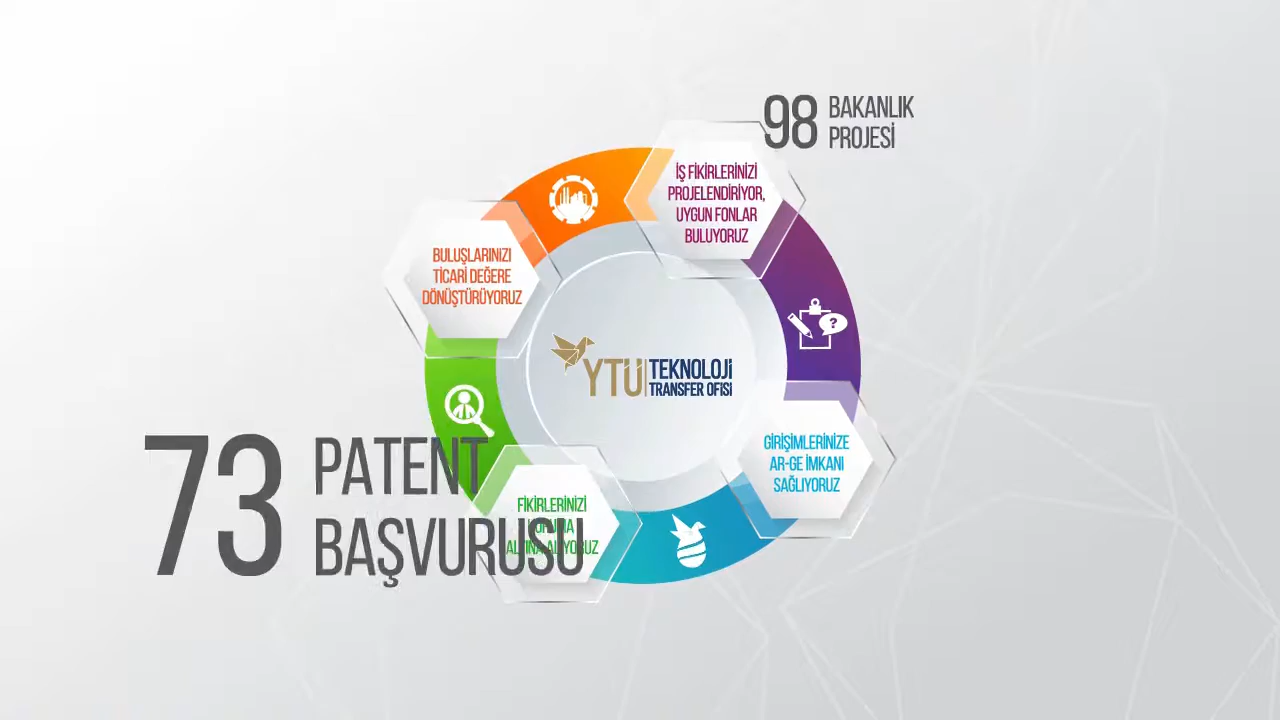 98 BAKANLIK
PROJESİ
İŞ FİKİRLERİNİZİ
PROJELENDİRİYOR,
UYGUN FONLAR
BULUYORUZ
BULUŞLARINIZI
TİCARİ DEĞERE
DÖNÜŞTÜRÜYORUZ
YTÜ TEKNOLOJİ
TRANSFER OFİSİ
GİRİŞİMLERİNİZE
AR-GE İMKANI
SAĞLIYORUZ
73 PATENT
BAŞVURUSU
FİKİRLERİNİZİ